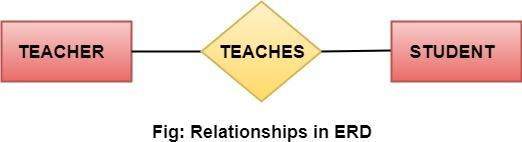 TEACHER TEACHES STUDENT
Fig: Relationships in ERD